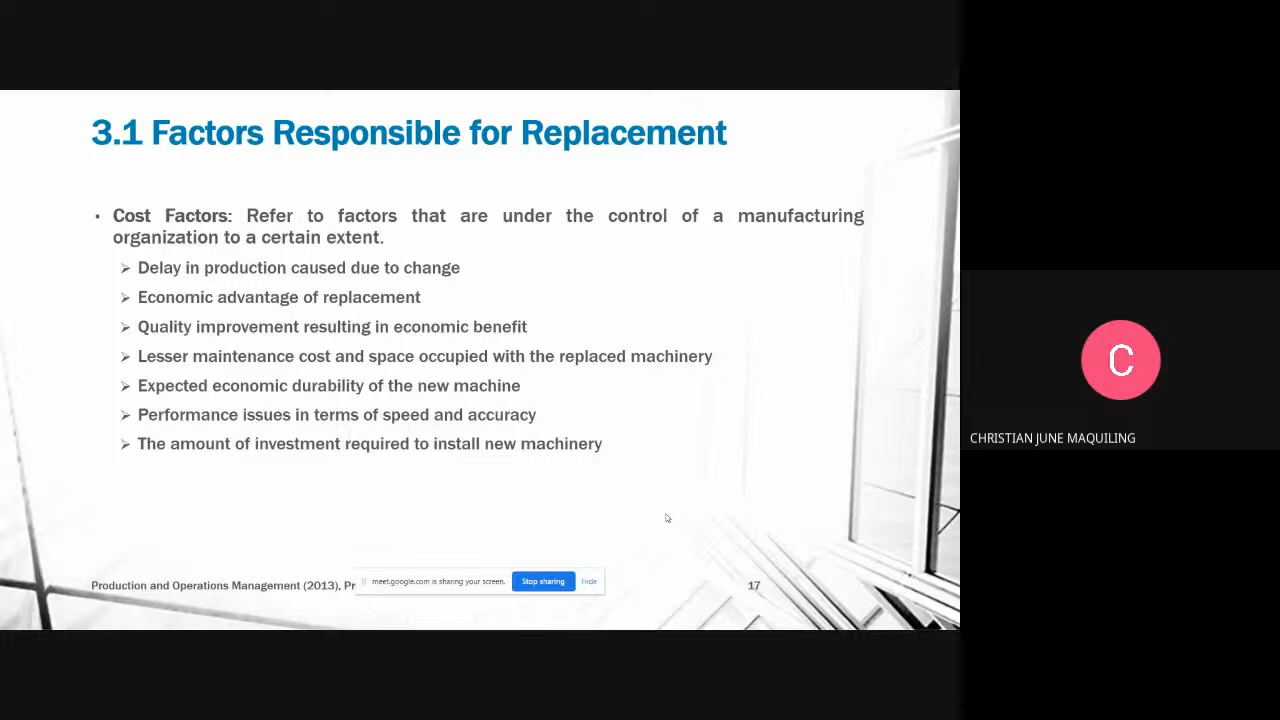 3.1 Factors Responsible for Replacement
• Cost Factors: Refer to factors that are under the control of a manufacturing
organization to a certain extent.
➢ Delay in production caused due to change
➢ Economic advantage of replacement
➢ Quality improvement resulting in economic benefit
➢ Lesser maintenance cost and space occupied with the replaced machinery
➢ Expected economic durability of the new machine
➢ Performance issues in terms of speed and accuracy
➢ The amount of investment required to install new machinery
Production and Operations Management (2013), Pr
meet.google.com is sharing your screen. Stop sharing Hide
17
C
CHRISTIAN JUNE MAQUILING